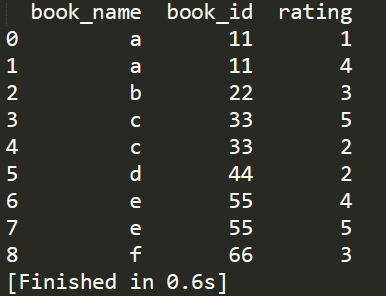 book_name book_id rating
0 a 11 1
1 a 11 4
2 b 22 3
3 c 33 5
4 c 33 2
5 d 44 2
6 e 55 4
7 e 55 5
8 f 66 3
[Finished in 0.6s]